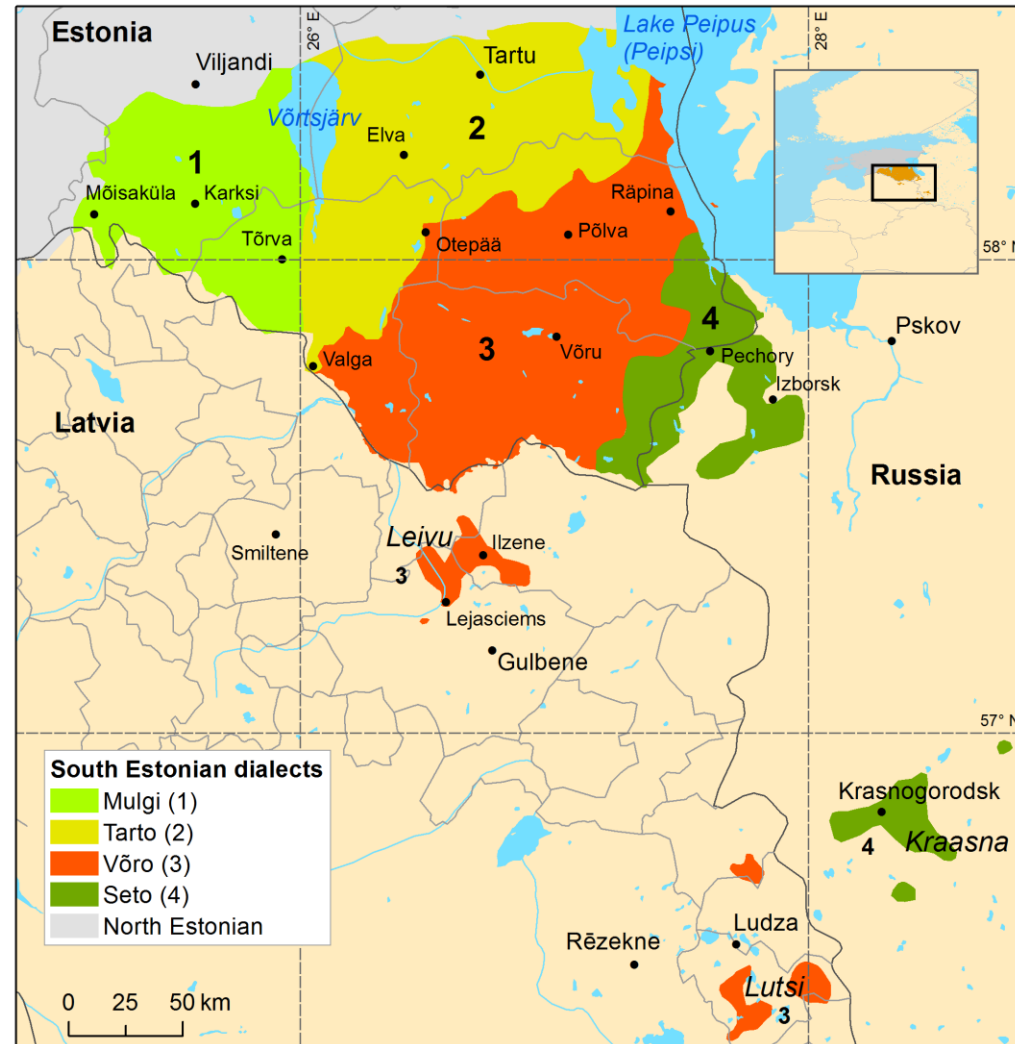 Estonia
26° E
28° E
Lake Peipus
(Peipsi)
Viljandi
Tartu
Võrtsjärv
2
Elva
1
Mõisaküla
Karksi
Räpina
Otepää
Põlva
Tõrva
58° N
4
Pskov
3
Võru
Pechory
Valga
Izborsk
Latvia
Russia
Leivu
Smiltene
Ilzene
3
Lejasciems
Gulbene
57° N
South Estonian dialects
Mulgi (1)
Tarto (2)
Võro (3)
Seto (4)
North Estonian
Krasnogorodsk
4
Kraasna
Ludza
Rēzekne
Lutsi
3
0 25 50 km